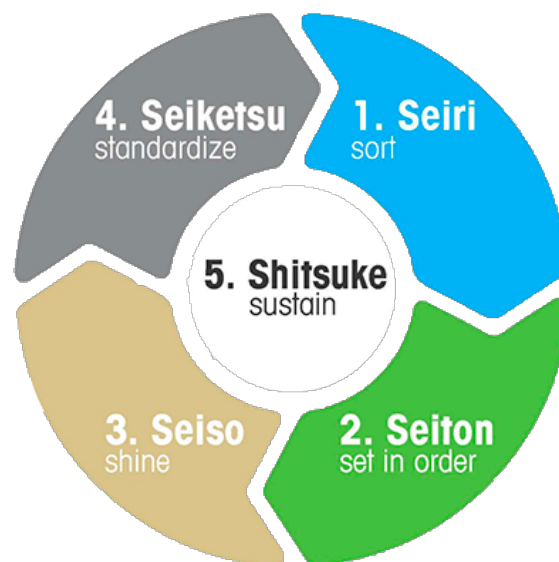 1. Seiri
sort
2. Seiton
set in order
3. Seiso
shine
4. Seiketsu
standardize
5. Shitsuke
sustain